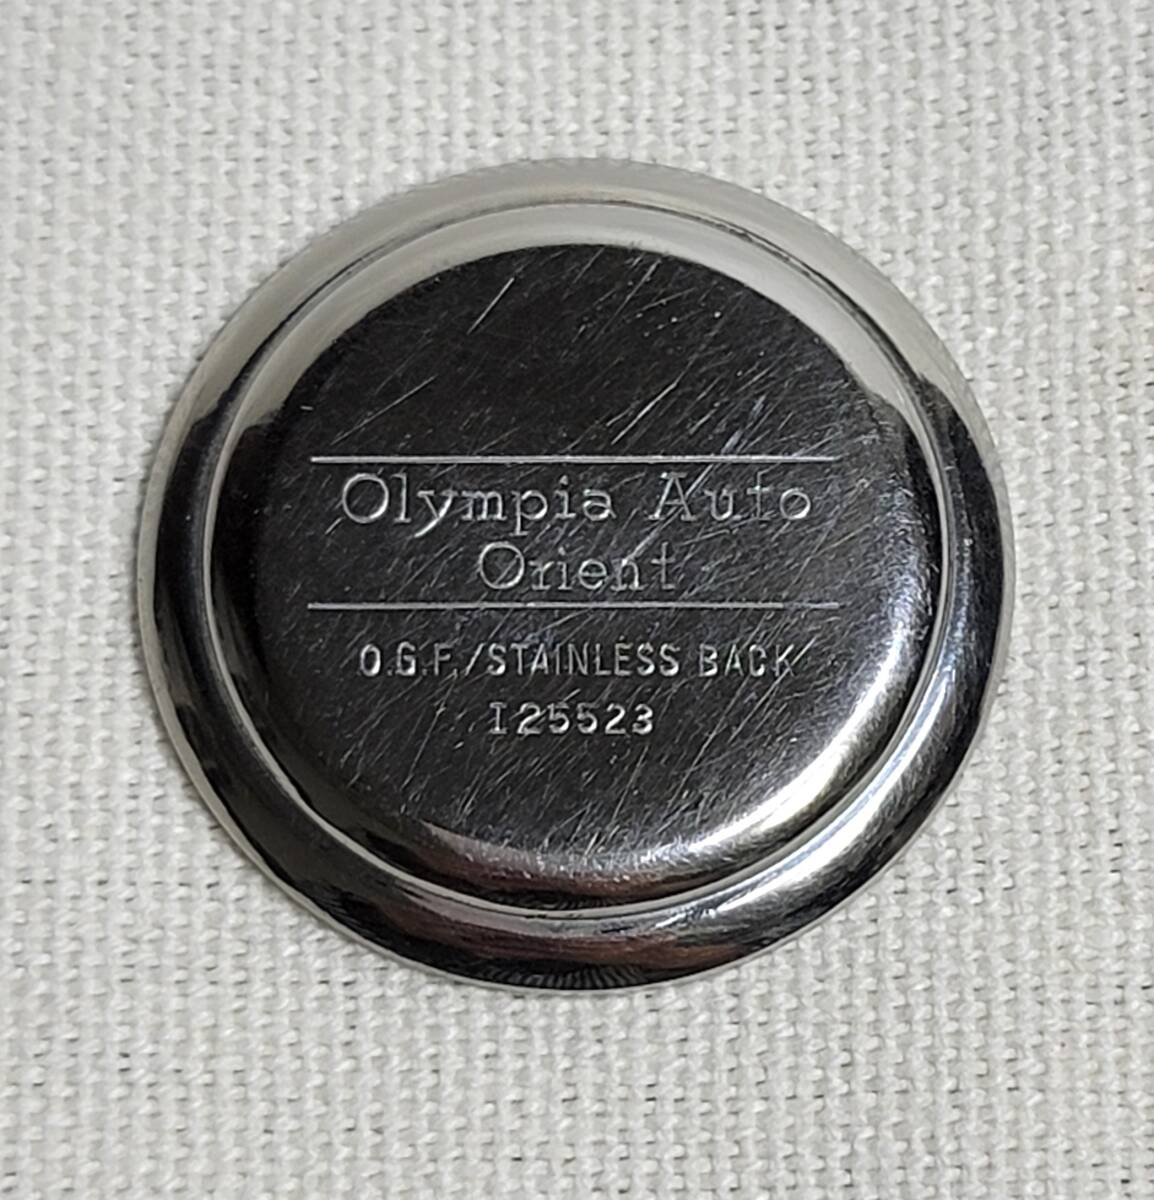 Olympia Auto
Orient
O.G.F./STAINLESS BACK
I25523